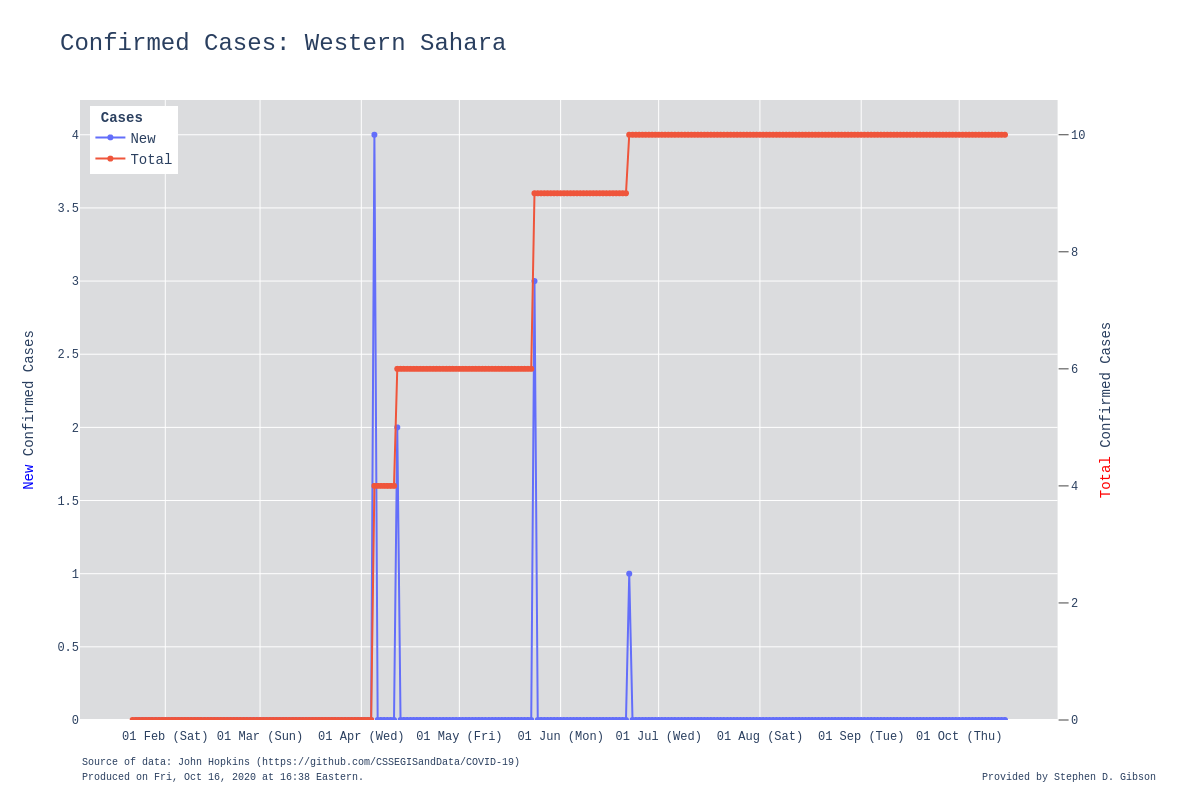 Confirmed Cases: Western Sahara
Cases
New
Total
4
3.5
3
2.5
2
1.5
1
0.5
0
New Confirmed Cases
10
8
6
4
2
0
Total Confirmed Cases
01 Feb (Sat) 01 Mar (Sun) 01 Apr (Wed) 01 May (Fri) 01 Jun (Mon) 01 Jul (Wed) 01 Aug (Sat) 01 Sep (Tue) 01 Oct (Thu)
Source of data: John Hopkins (https://github.com/CSSEGISandData/COVID-19)
Produced on Fri, Oct 16, 2020 at 16:38 Eastern.
Provided by Stephen D. Gibson